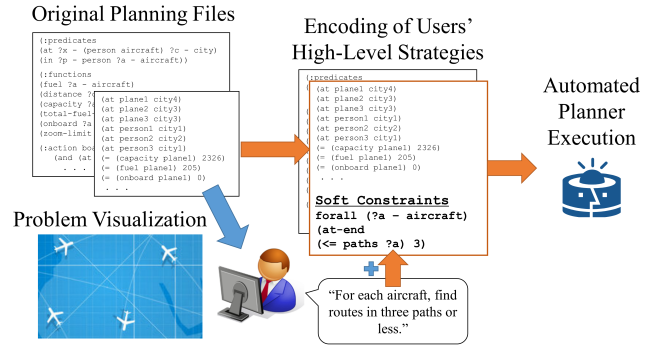 Original Planning Files
(:predicates
(at ?x - (person aircraft) ?c - city)
(in ?p - person ?a - aircraft))
(:functions
(fuel ?a - aircraft)
(distance ?c
(capacity ?a
(total-fuel-
(onboard ?a
(zoom-limit
(:action boa
(and (at
. . .
(at plane1 city4)
(at plane2 city3)
(at plane3 city3)
(at person1 city1)
(at person2 city2)
(at person3 city1)
(= (capacity plane1) 2326)
(= (fuel plane1) 205)
(= (onboard plane1) 0)
. . .
Problem Visualization
Encoding of Users’
High-Level Strategies
(:predicates
(at plane1 city4)
(at plane2 city3)
(at plane3 city3)
(at person1 city1)
(at person2 city2)
(at person3 city1)
(= (capacity plane1) 2326)
(= (fuel plane1) 205)
(= (onboard plane1) 0)
. . .
Soft Constraints
forall (?a – aircraft)
(at-end
(<= paths ?a) 3)
“For each aircraft, find
routes in three paths or
less.”
Automated
Planner
Execution